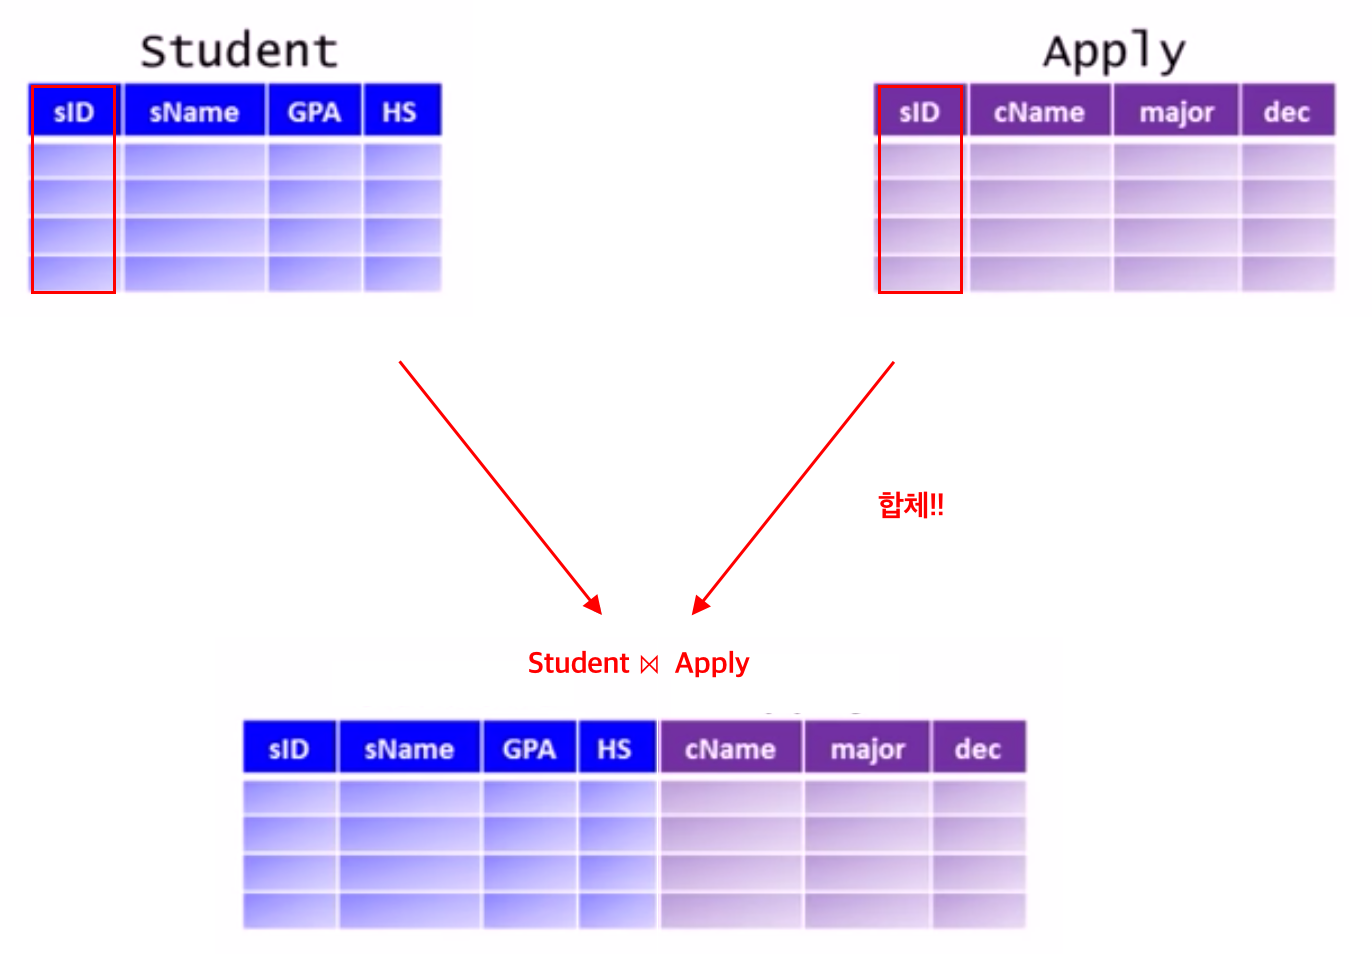 Student
Apply
sID sName GPA HS
sID cName major dec
합체!!
Student ⋈ Apply
sID sName GPA HS cName major dec